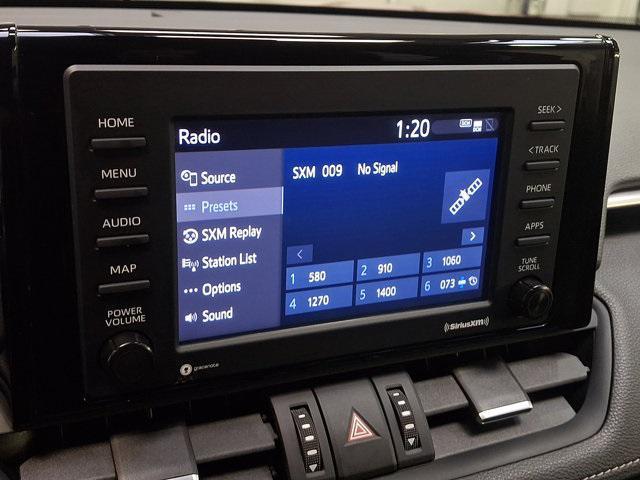 HOME
MENU
AUDIO
MAP
POWER
VOLUME
gracenote
Radio
1:20
DCM
Source
Presets
SXM Replay
Station List
Options
Sound
SXM 009 No Signal
<
>
1 580
2 910
3 1060
4 1270
5 1400
6 073
((SiriusXM))
SEEK >
< TRACK
PHONE
APPS
TUNE
SCROLL